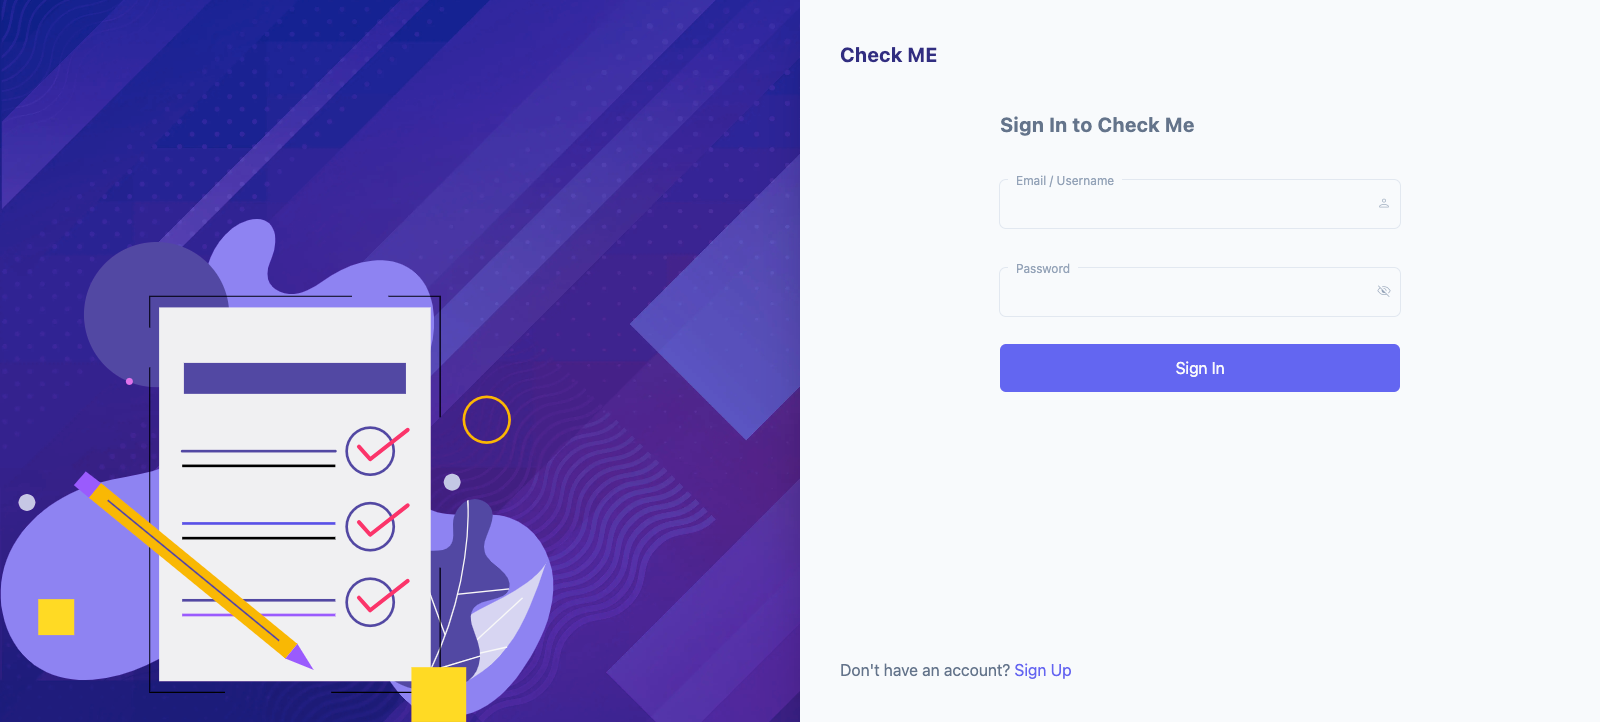 Check ME
Sign In to Check Me
Email / Username
Password
Sign In
Don't have an account? Sign Up